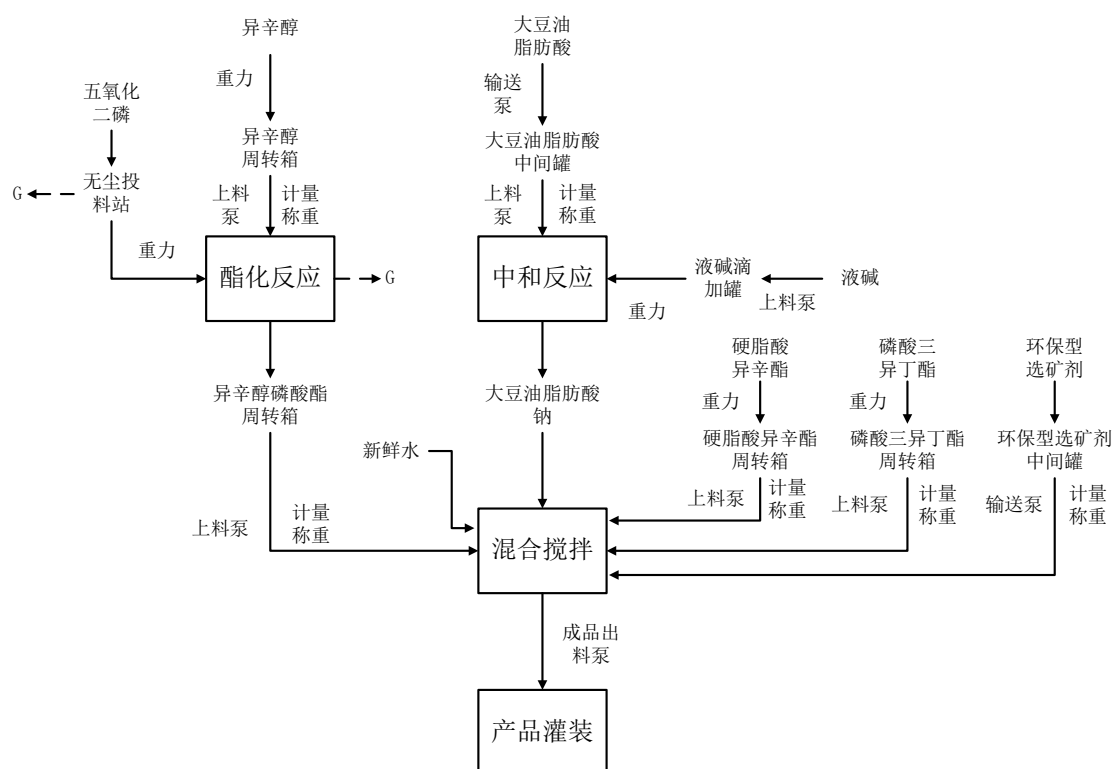 异辛醇
大豆油
脂肪酸
重力
输送
泵
五氧化
二磷
异辛醇
周转箱
大豆油脂肪酸
中间罐
G
无尘投
料站
上料
泵
计量
称重
上料
泵
计量
称重
重力
酯化反应
G
中和反应
液碱滴
加罐
液碱
上料泵
重力
硬脂酸
异辛酯
磷酸三
异丁酯
环保型
选矿剂
异辛醇磷酸酯
周转箱
大豆油脂肪酸
钠
重力
重力
新鲜水
硬脂酸异辛酯
周转箱
磷酸三异丁酯
周转箱
环保型选矿剂
中间罐
上料泵
计量
称重
上料泵
计量
称重
输送泵
计量
称重
上料泵
计量
称重
混合搅拌
成品出
料泵
产品灌装